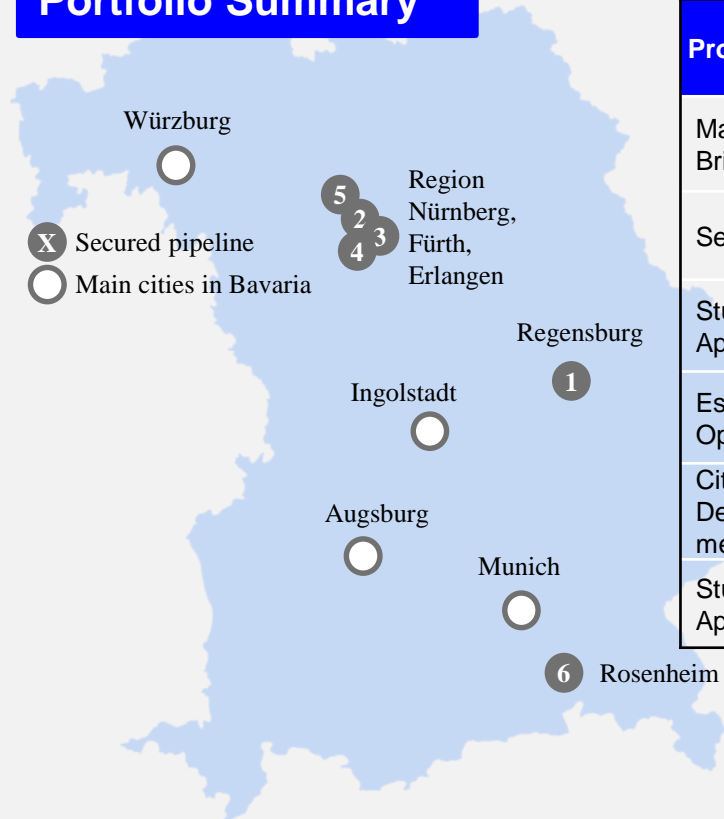 Portfolio Summary
Würzburg
5
2
3
4
Region
Nürnberg,
Fürth,
Erlangen
X Secured pipeline
Main cities in Bavaria
Regensburg
1
Ingolstadt
Augsburg
Munich
6 Rosenheim